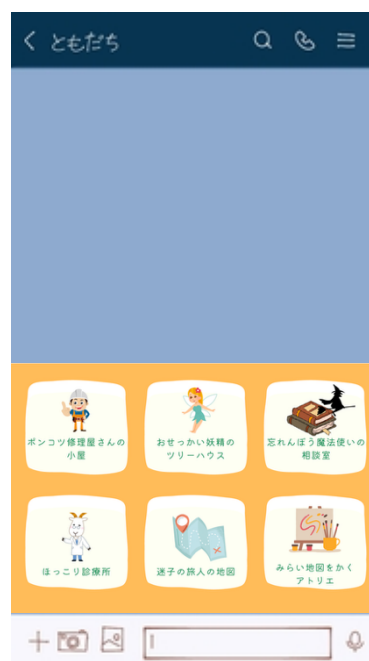 ともだち
ポンコツ修理屋さんの
小屋
おせっかい妖精の
ツリーハウス
忘れんぼう魔法使いの
相談室
ほっこり診療所
迷子の旅人の地図
みらい地図をかく
アトリエ